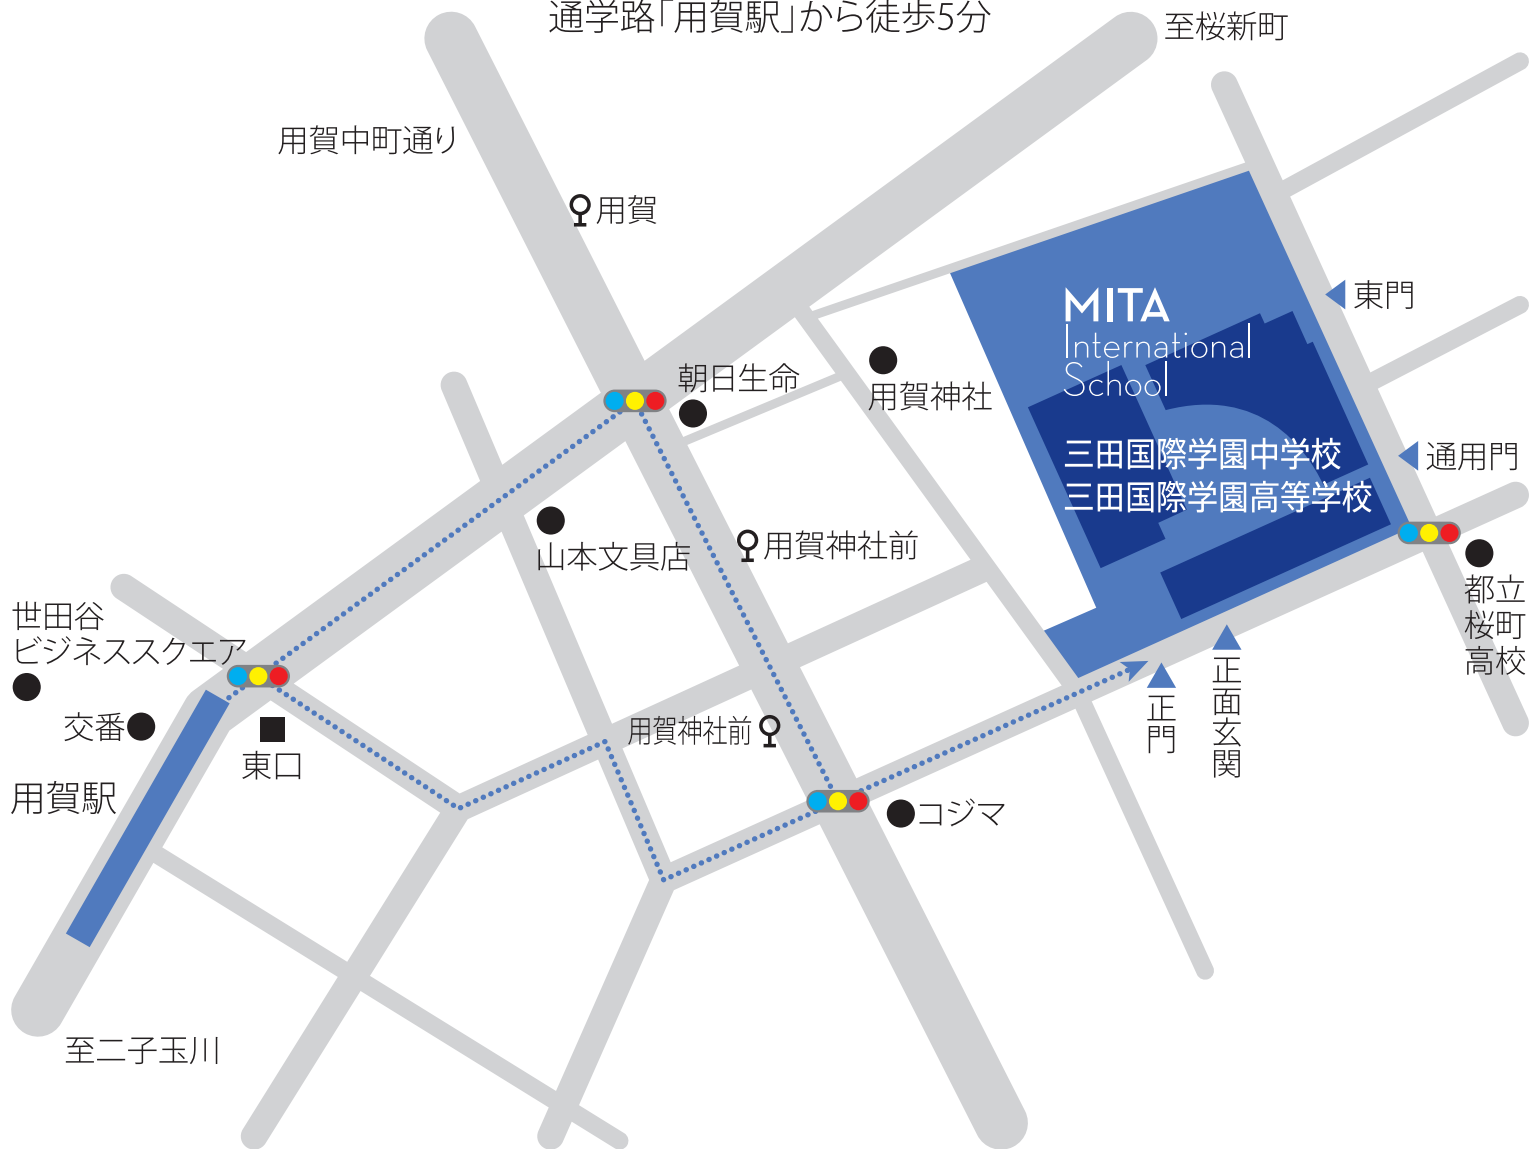 通学路「用賀駅」から徒歩5分
至桜新町
用賀中町通り
用賀
東門
MITA
International
School
朝日生命
用賀神社
三田国際学園中学校
三田国際学園高等学校
通用門
山本文具店
用賀神社前
都立
桜町
高校
世田谷
ビジネススクエア
正門
正面玄関
交番
用賀神社前
東口
用賀駅
コジマ
至二子玉川